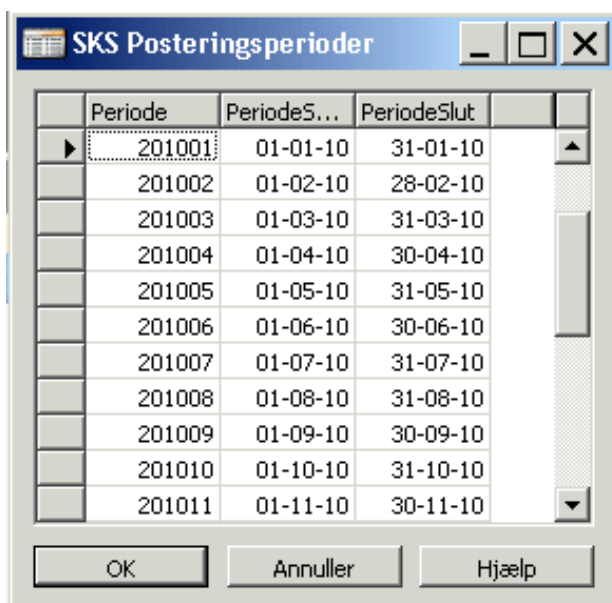 SKS Posteringsperioder
Periode PeriodeS... PeriodeSlut
201001 01-01-10 31-01-10
201002 01-02-10 28-02-10
201003 01-03-10 31-03-10
201004 01-04-10 30-04-10
201005 01-05-10 31-05-10
201006 01-06-10 30-06-10
201007 01-07-10 31-07-10
201008 01-08-10 31-08-10
201009 01-09-10 30-09-10
201010 01-10-10 31-10-10
201011 01-11-10 30-11-10
OK Annuller Hjælp